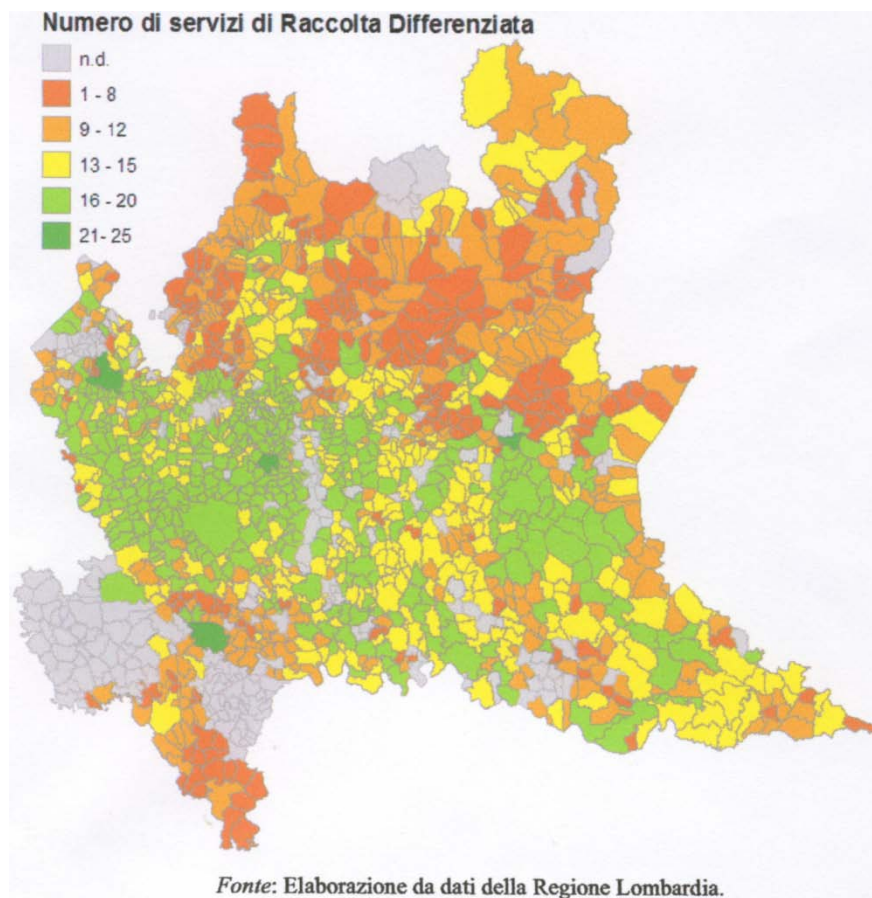 Numero di servizi di Raccolta Differenziata
n.d.
1 - 8
9 - 12
13 - 15
16 - 20
21- 25
Fonte: Elaborazione da dati della Regione Lombardia.